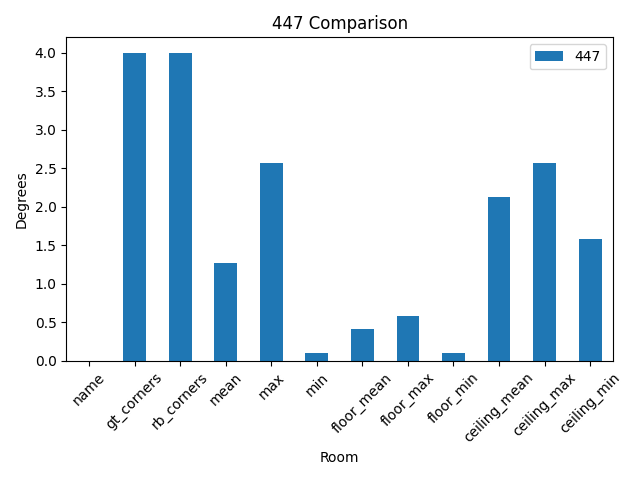 447 Comparison
447
Degrees
4.0
3.5
3.0
2.5
2.0
1.5
1.0
0.5
0.0
name
gt_corners
rb_corners
mean
max
min
floor_mean
floor_max
floor_min
ceiling_mean
ceiling_max
ceiling_min
Room